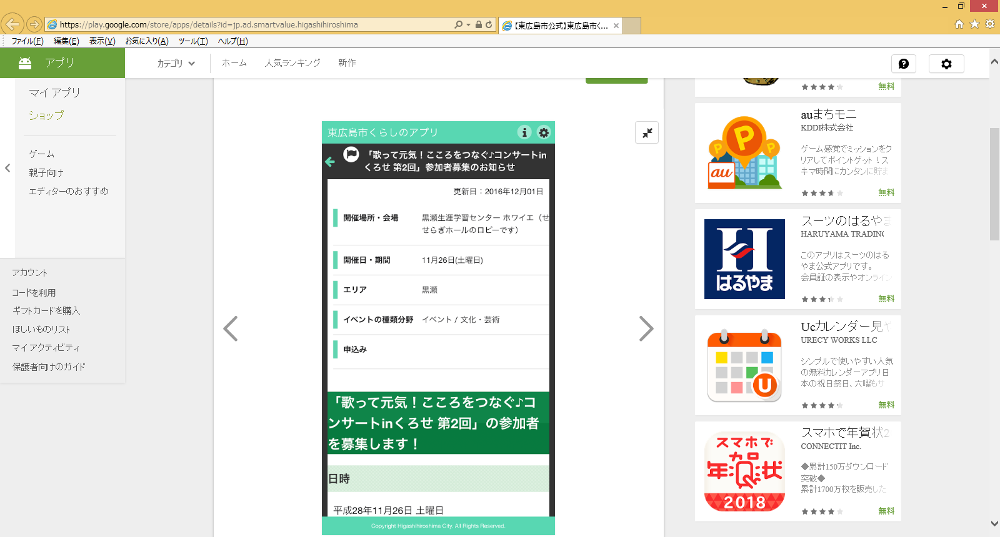 https://play.google.com/store/apps/details?id=jp.ad.smartvalue.higashihiroshima
【東広島市公式】東広島市く...
ファイル(F) 編集(E) 表示(V) お気に入り(A) ツール(T) ヘルプ(H)
アプリ
カテゴリ ホーム 人気ランキング 新作
マイ アプリ
ショップ
ゲーム
親子向け
エディターのおすすめ
アカウント
コードを利用
ギフトカードを購入
ほしいものリスト
マイ アクティビティ
保護者向けのガイド
東広島市くらしのアプリ
「歌って元気！こころをつなぐ♪コンサートin
くろせ 第2回」参加者募集のお知らせ
更新日：2016年12月01日
開催場所・会場 黒瀬生涯学習センター ホワイエ（せ
せらぎホールのロビーです）
開催日・期間 11月26日(土曜日)
エリア 黒瀬
イベントの種類分野 イベント / 文化・芸術
申込み
「歌って元気！こころをつなぐ♪コ
ンサートinくろせ 第2回」の参加者
を募集します！
日時
平成28年11月26日 土曜日
Copyright Higashihiroshima City. All Rights Reserved.
無料
auまちモニ
KDDI株式会社
ゲーム感覚でミッションをク
リアしてポイントゲット！ス
キマ時間にカンタンに貯ま
無料
P
P
P
au
スーツのはるやま
HARUYAMA TRADING
このアプリはスーツのはる
やま公式アプリです。
会員証の表示やオンライン
無料
H
はるやま
Ucカレンダー見や
URECY WORKS LLC
シンプルで使いやすい人気
の無料カレンダーアプリ日
本の祝日祭日、六曜もサ
無料
U
スマホで年賀状2
CONNECTIT Inc.
◆累計150万ダウンロード
突破◆
累計1700万枚を販売した
無料
スマホで
年賀状
2018